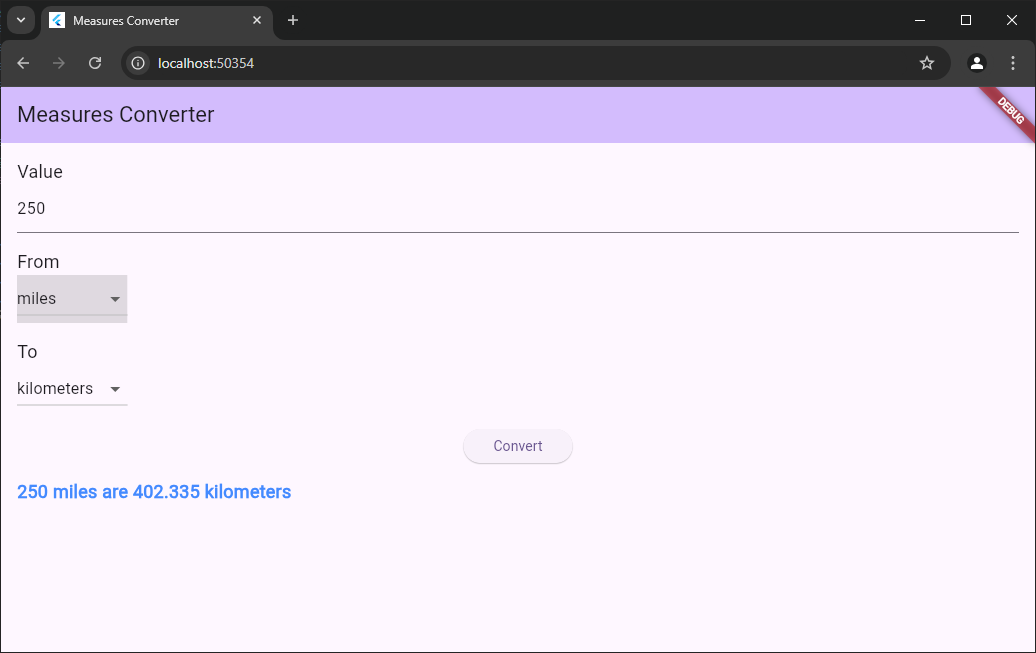 Measures Converter
localhost:50354
Measures Converter
DEBUG
Value
250
From
miles
To
kilometers
Convert
250 miles are 402.335 kilometers